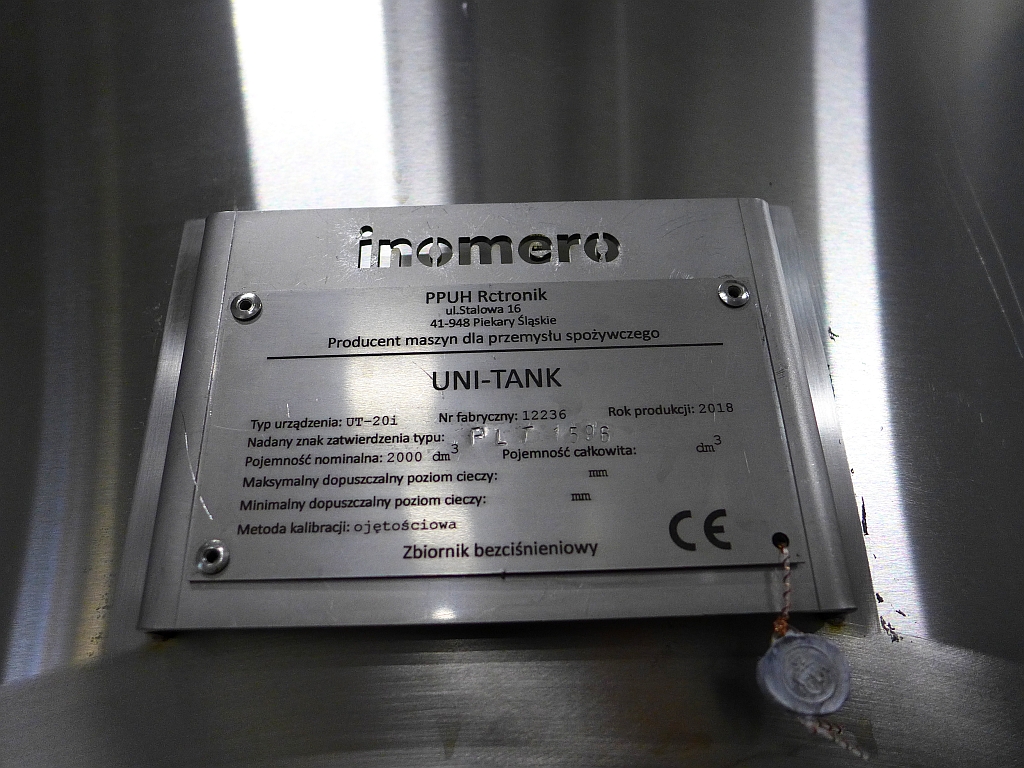 inomero
PPUH Rctronik
ul.Stalowa 16
41-948 Piekary Śląskie
Producent maszyn dla przemysłu spożywczego
UNI-TANK
Typ urządzenia: UT-20i Nr fabryczny: 12236 Rok produkcji: 2018
Nadany znak zatwierdzenia typu: PL T 1596
Pojemność nominalna: 2000 dm³ Pojemność całkowita: dm³
Maksymalny dopuszczalny poziom cieczy: mm
Minimalny dopuszczalny poziom cieczy: mm
Metoda kalibracji: ojętościowa
CE
Zbiornik bezciśnieniowy